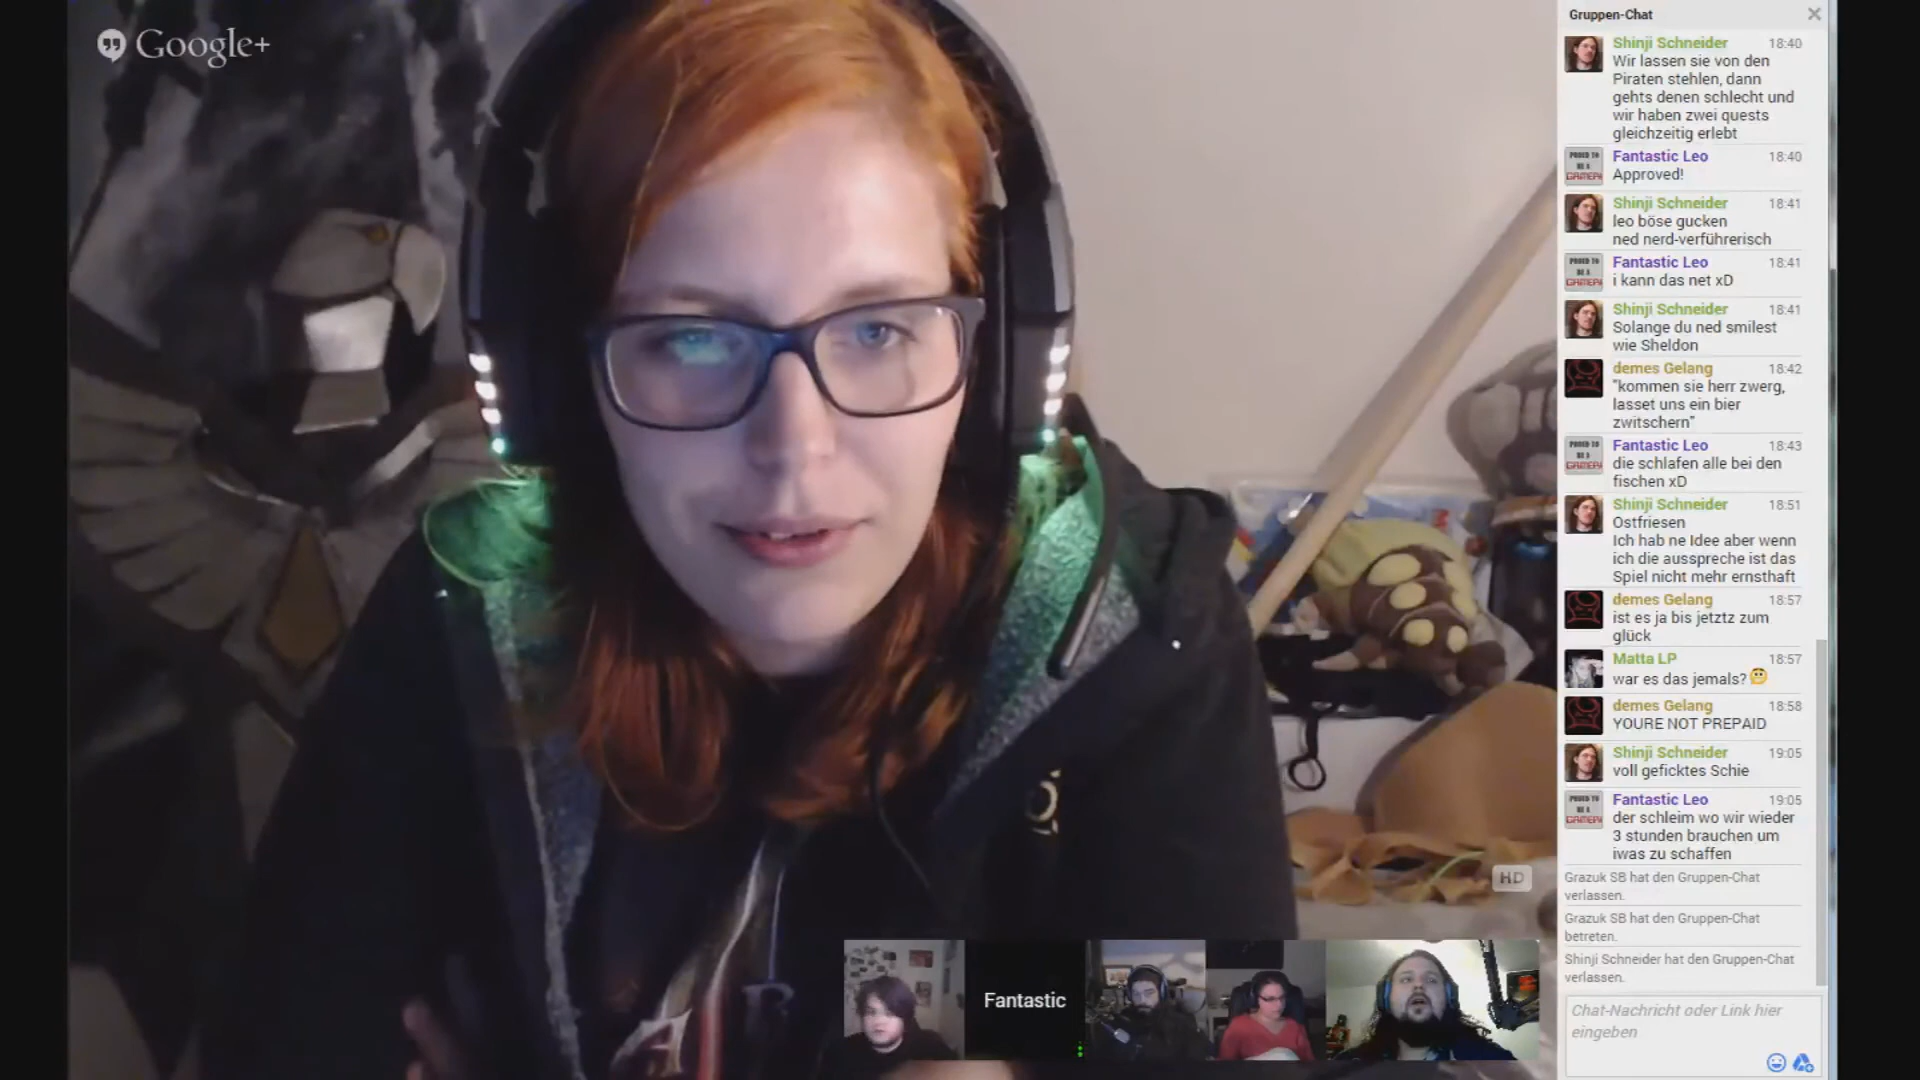 Google+
Gruppen-Chat
Shinji Schneider 18:40
Wir lassen sie von den
Piraten stehlen, dann
gehts denen schlecht und
wir haben zwei quests
gleichzeitig erlebt
Fantastic Leo 18:40
Approved!
Shinji Schneider 18:41
leo böse gucken
ned nerd-verführerisch
Fantastic Leo 18:41
i kann das net xD
Shinji Schneider 18:41
Solange du ned smilest
wie Sheldon
demes Gelang 18:42
"kommen sie herr zwerg,
lasset uns ein bier
zwitschern"
Fantastic Leo 18:43
die schlafen alle bei den
fischen xD
Shinji Schneider 18:51
Ostfriesen
Ich hab ne Idee aber wenn
ich die ausspreche ist das
Spiel nicht mehr ernsthaft
demes Gelang 18:57
ist es ja bis jetztz zum
glück
Matta LP 18:57
war es das jemals?
demes Gelang 18:58
YOURE NOT PREPAID
Shinji Schneider 19:05
voll geficktes Schie
Fantastic Leo 19:05
der schleim wo wir wieder
3 stunden brauchen um
iwas zu schaffen
Grazuk SB hat den Gruppen-Chat
verlassen.
Grazuk SB hat den Gruppen-Chat
betreten.
Shinji Schneider hat den Gruppen-Chat
verlassen.
Chat-Nachricht oder Link hier
eingeben
HD
Fantastic